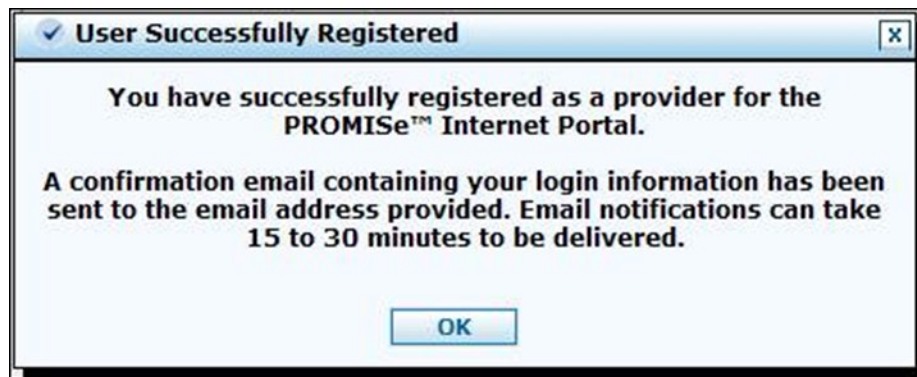 User Successfully Registered
X
You have successfully registered as a provider for the
PROMISe™ Internet Portal.
A confirmation email containing your login information has been
sent to the email address provided. Email notifications can take
15 to 30 minutes to be delivered.
OK